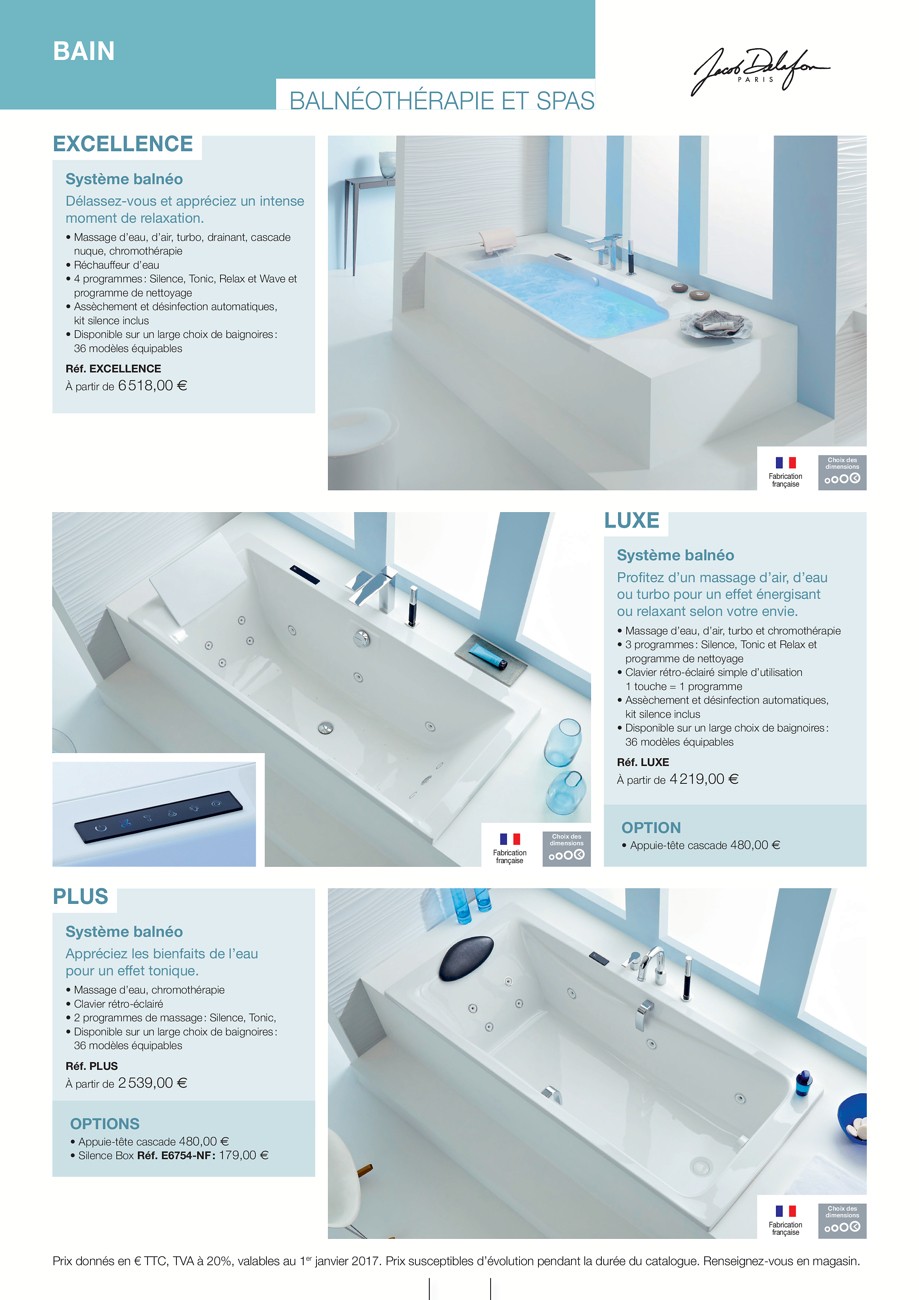 BAIN
Jacob Delafon
PARIS
BALNÉOTHÉRAPIE ET SPAS
EXCELLENCE
Système balnéo
Délassez-vous et appréciez un intense
moment de relaxation.
• Massage d'eau, d'air, turbo, drainant, cascade
nuque, chromothérapie
• Réchauffeur d'eau
• 4 programmes : Silence, Tonic, Relax et Wave et
programme de nettoyage
• Assèchement et désinfection automatiques,
kit silence inclus
• Disponible sur un large choix de baignoires :
36 modèles équipables
Réf. EXCELLENCE
À partir de 6 518,00 €
Fabrication
française
Choix des
dimensions
LUXE
Système balnéo
Profitez d'un massage d'air, d'eau
ou turbo pour un effet énergisant
ou relaxant selon votre envie.
• Massage d'eau, d'air, turbo et chromothérapie
• 3 programmes : Silence, Tonic et Relax et
programme de nettoyage
• Clavier rétro-éclairé simple d'utilisation
1 touche = 1 programme
• Assèchement et désinfection automatiques,
kit silence inclus
• Disponible sur un large choix de baignoires :
36 modèles équipables
Réf. LUXE
À partir de 4 219,00 €
OPTION
• Appuie-tête cascade 480,00 €
Fabrication
française
Choix des
dimensions
PLUS
Système balnéo
Appréciez les bienfaits de l'eau
pour un effet tonique.
• Massage d'eau, chromothérapie
• Clavier rétro-éclairé
• 2 programmes de massage : Silence, Tonic,
• Disponible sur un large choix de baignoires :
36 modèles équipables
Réf. PLUS
À partir de 2 539,00 €
OPTIONS
• Appuie-tête cascade 480,00 €
• Silence Box Réf. E6754-NF : 179,00 €
Fabrication
française
Choix des
dimensions
Prix donnés en € TTC, TVA à 20%, valables au 1er janvier 2017. Prix susceptibles d'évolution pendant la durée du catalogue. Renseignez-vous en magasin.